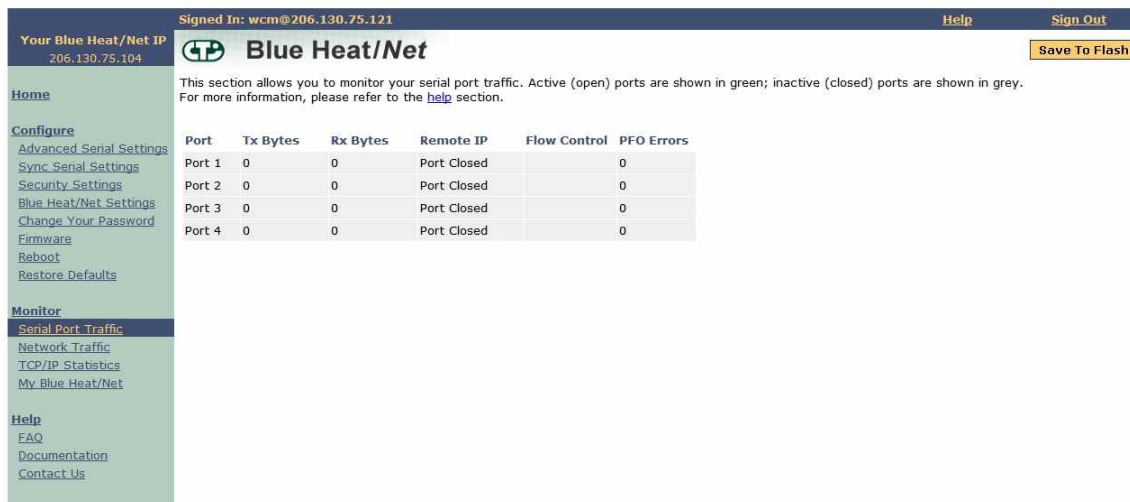 Signed In: wcm@206.130.75.121 Help Sign Out
Your Blue Heat/Net IP
206.130.75.104
Home
Configure
Advanced Serial Settings
Sync Serial Settings
Security Settings
Blue Heat/Net Settings
Change Your Password
Firmware
Reboot
Restore Defaults
Monitor
Serial Port Traffic
Network Traffic
TCP/IP Statistics
My Blue Heat/Net
Help
FAQ
Documentation
Contact Us
Blue Heat/Net
Save To Flash
This section allows you to monitor your serial port traffic. Active (open) ports are shown in green; inactive (closed) ports are shown in grey.
For more information, please refer to the help section.
Port Tx Bytes Rx Bytes Remote IP Flow Control PFO Errors
Port 1 0 0 Port Closed 0
Port 2 0 0 Port Closed 0
Port 3 0 0 Port Closed 0
Port 4 0 0 Port Closed 0